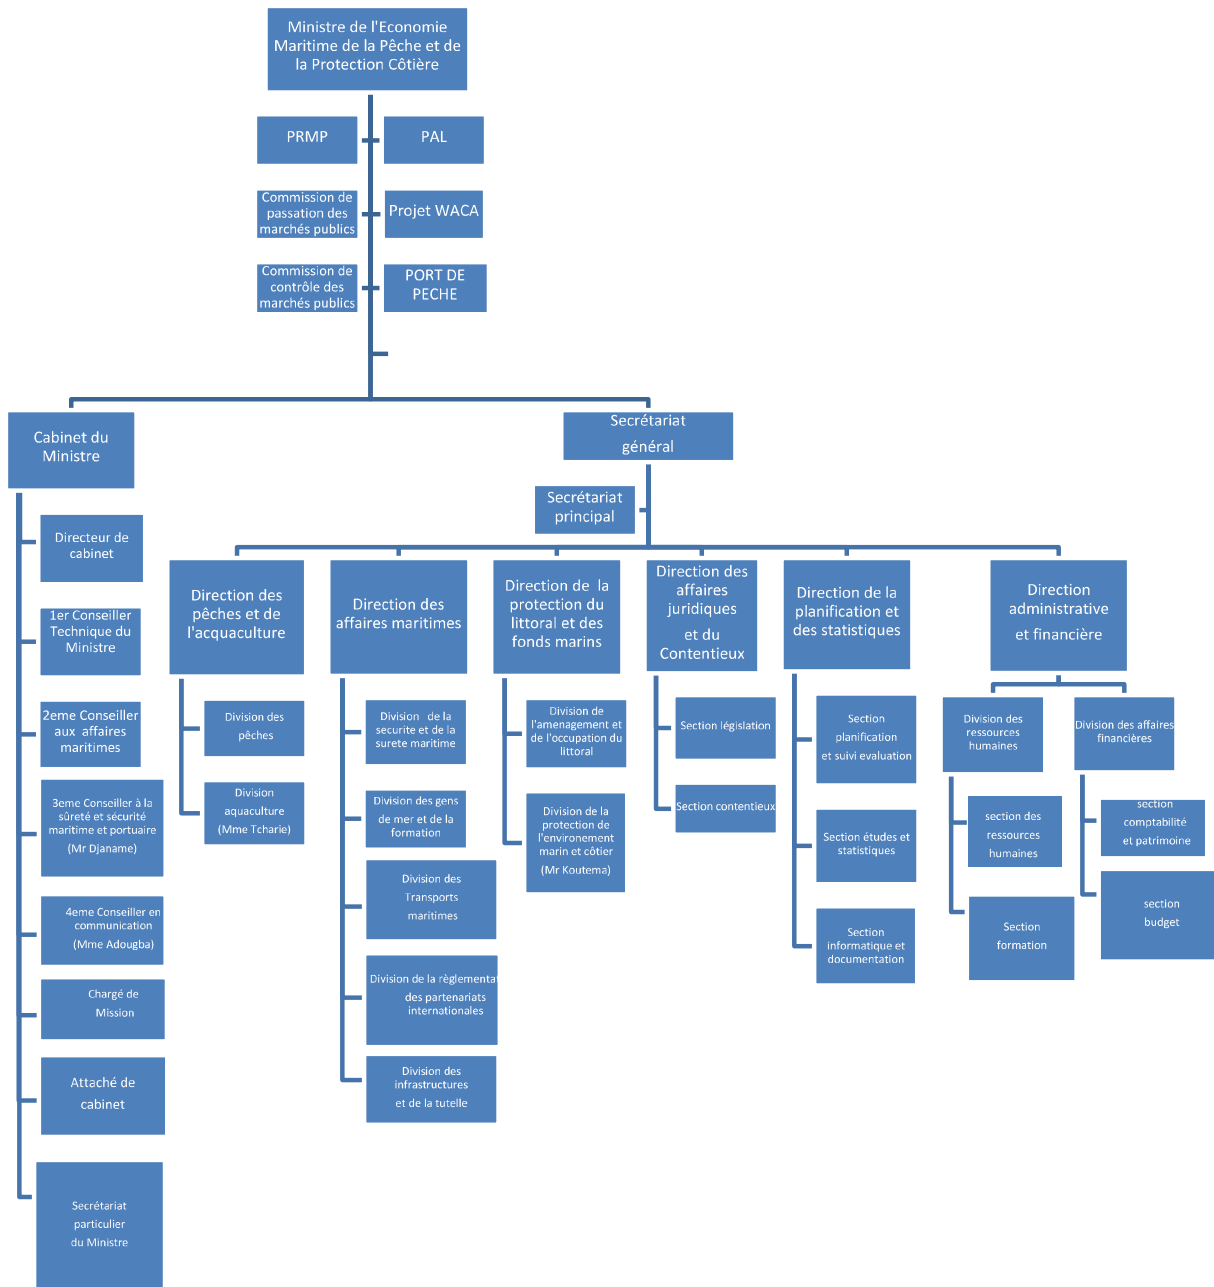 Ministre de l'Economie
Maritime de la Pêche et de
la Protection Côtière
PRMP
PAL
Commission de
passation des
marchés publics
Projet WACA
Commission de
contrôle des
marchés publics
PORT DE
PECHE
Cabinet du
Ministre
Secrétariat
général
Secrétariat
principal
Directeur de
cabinet
1er Conseiller
Technique du
Ministre
2eme Conseiller
aux affaires
maritimes
3eme Conseiller à la
sûreté et sécurité
maritime et portuaire
(Mr Djaname)
4eme Conseiller en
communication
(Mme Adougba)
Chargé de
Mission
Attaché de
cabinet
Secrétariat
particulier
du Ministre
Direction des
pêches et de
l'acquaculture
Division des
pêches
Division
aquaculture
(Mme Tcharie)
Direction des
affaires maritimes
Division de la
securite et de la
surete maritime
Division des gens
de mer et de la
formation
Division des
Transports
maritimes
Division de la règlementat
des partenariats
internationales
Division des
infrastructures
et de la tutelle
Direction de la
protection du
littoral et des
fonds marins
Division de
l'amenagement et
de l'occupation du
littoral
Division de la
protection de
l'environement
marin et côtier
(Mr Koutema)
Direction des
affaires
juridiques
et du
Contentieux
Section législation
Section contentieux
Direction de la
planification et
des statistiques
Section
planification
et suivi evaluation
Section études et
statistiques
Section
informatique et
documentation
Direction
administrative
et financière
Division des
ressources
humaines
section des
ressources
humaines
Section
formation
Division des affaires
financières
section
comptabilité
et patrimoine
section
budget